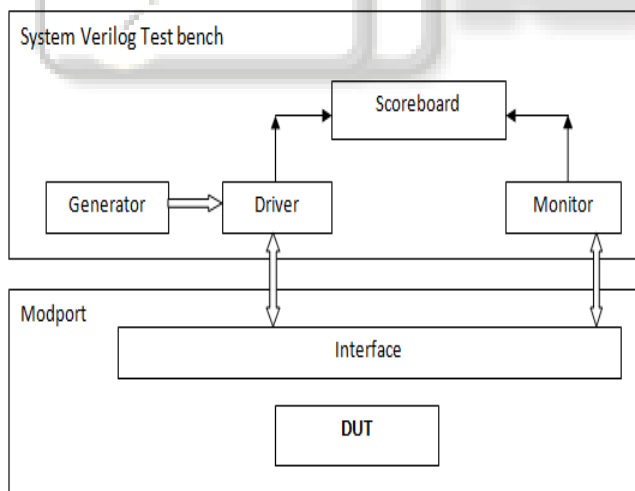 System Verilog Test bench
Scoreboard
Generator
Driver
Monitor
Modport
Interface
DUT